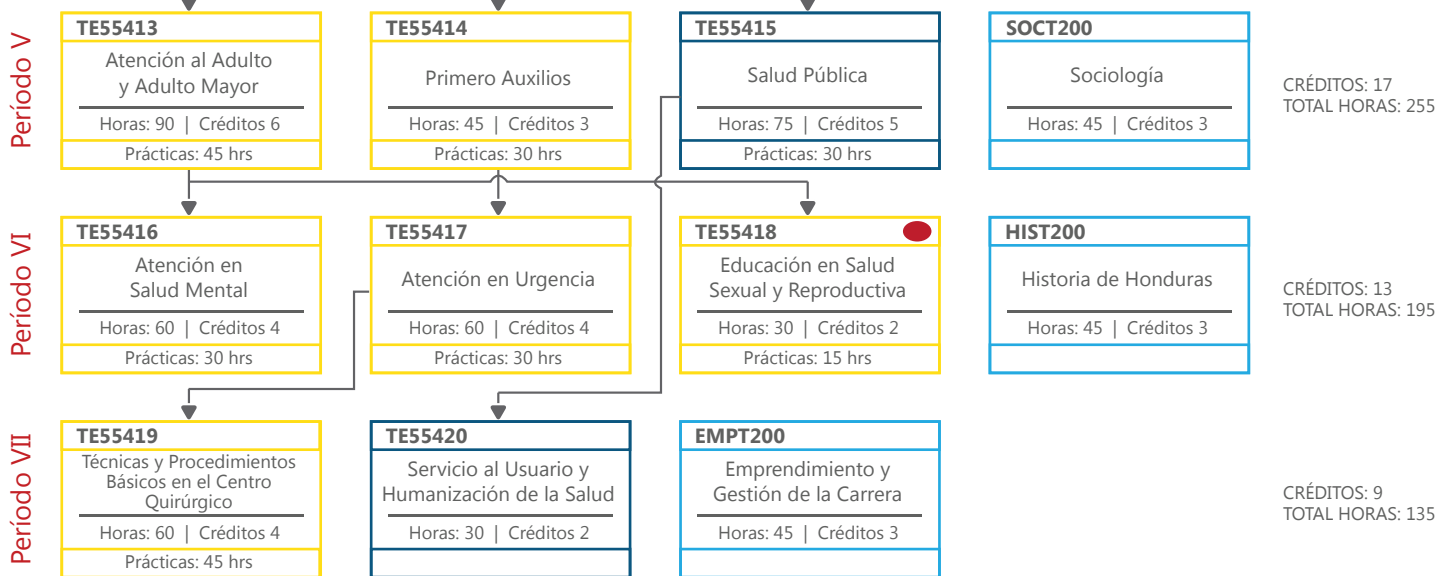 Período V
TE55413
Atención al Adulto
y Adulto Mayor
Horas: 90 | Créditos 6
Prácticas: 45 hrs
TE55414
Primero Auxilios
Horas: 45 | Créditos 3
Prácticas: 30 hrs
TE55415
Salud Pública
Horas: 75 | Créditos 5
Prácticas: 30 hrs
SOCT200
Sociología
Horas: 45 | Créditos 3
CRÉDITOS: 17
TOTAL HORAS: 255
Período VI
TE55416
Atención en
Salud Mental
Horas: 60 | Créditos 4
Prácticas: 30 hrs
TE55417
Atención en Urgencia
Horas: 60 | Créditos 4
Prácticas: 30 hrs
TE55418
Educación en Salud
Sexual y Reproductiva
Horas: 30 | Créditos 2
Prácticas: 15 hrs
HIST200
Historia de Honduras
Horas: 45 | Créditos 3
CRÉDITOS: 13
TOTAL HORAS: 195
Período VII
TE55419
Técnicas y Procedimientos
Básicos en el Centro
Quirúrgico
Horas: 60 | Créditos 4
Prácticas: 45 hrs
TE55420
Servicio al Usuario y
Humanización de la Salud
Horas: 30 | Créditos 2
EMPT200
Emprendimiento y
Gestión de la Carrera
Horas: 45 | Créditos 3
CRÉDITOS: 9
TOTAL HORAS: 135